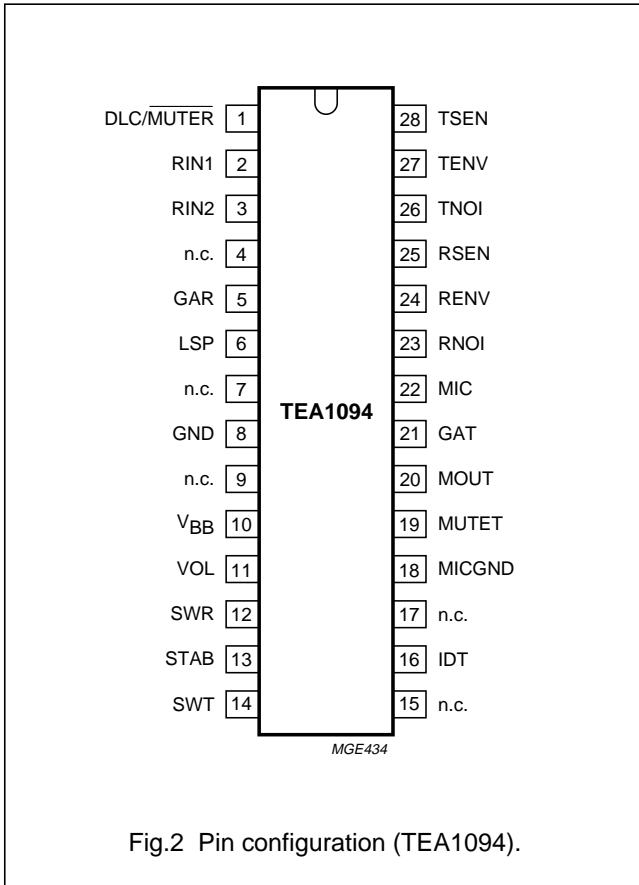 DLC/MUTER 1 28 TSEN
RIN1 2 27 TENV
RIN2 3 26 TNOI
n.c. 4 25 RSEN
GAR 5 24 RENV
LSP 6 23 RNOI
n.c. 7 22 MIC
TEA1094
GND 8 21 GAT
n.c. 9 20 MOUT
VBB 10 19 MUTET
VOL 11 18 MICGND
SWR 12 17 n.c.
STAB 13 16 IDT
SWT 14 15 n.c.
MGE434
Fig.2 Pin configuration (TEA1094).